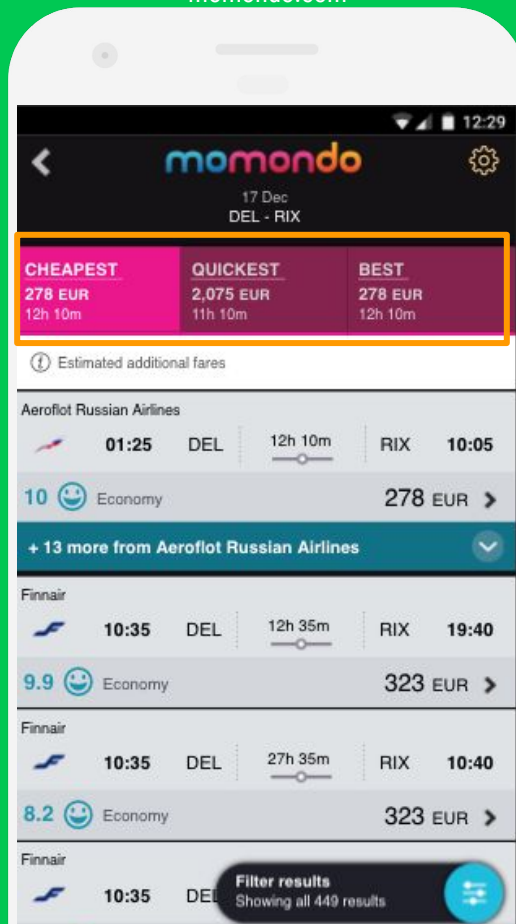 momondo.com
12:29
momondo
17 Dec
DEL - RIX
CHEAPEST QUICKEST BEST
278 EUR 2,075 EUR 278 EUR
12h 10m 11h 10m 12h 10m
Estimated additional fares
Aeroflot Russian Airlines
01:25 DEL 12h 10m RIX 10:05
10 Economy 278 EUR
+ 13 more from Aeroflot Russian Airlines
Finnair
10:35 DEL 12h 35m RIX 19:40
9.9 Economy 323 EUR
Finnair
10:35 DEL 27h 35m RIX 10:40
8.2 Economy 323 EUR
Finnair
10:35
Filter results
Showing all 449 results